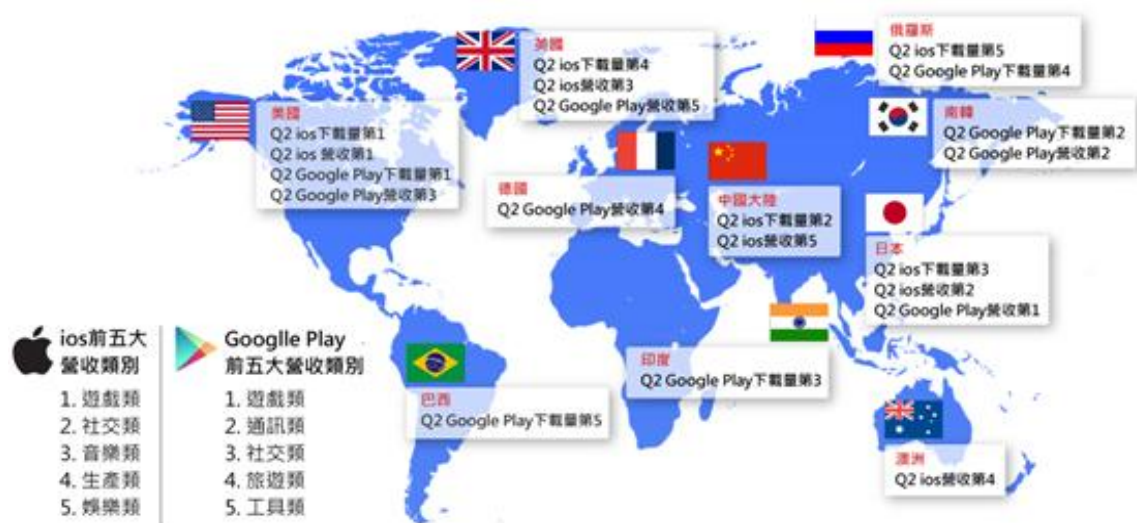 美國
Q2 ios下載量第1
Q2 ios 營收第1
Q2 Google Play下載量第1
Q2 Google Play營收第3
英國
Q2 ios下載量第4
Q2 ios營收第3
Q2 Google Play營收第5
俄羅斯
Q2 ios下載量第5
Q2 Google Play下載量第4
南韓
Q2 Google Play下載量第2
Q2 Google Play營收第2
德國
Q2 Google Play營收第4
中國大陸
Q2 ios下載量第2
Q2 ios營收第5
日本
Q2 ios下載量第3
Q2 ios營收第2
Q2 Google Play營收第1
印度
Q2 Google Play下載量第3
巴西
Q2 Google Play下載量第5
澳洲
Q2 ios營收第4
ios前五大
營收類別
1. 遊戲類
2. 社交類
3. 音樂類
4. 生產類
5. 娛樂類
Googlle Play
前五大營收類別
1. 遊戲類
2. 通訊類
3. 社交類
4. 旅遊類
5. 工具類